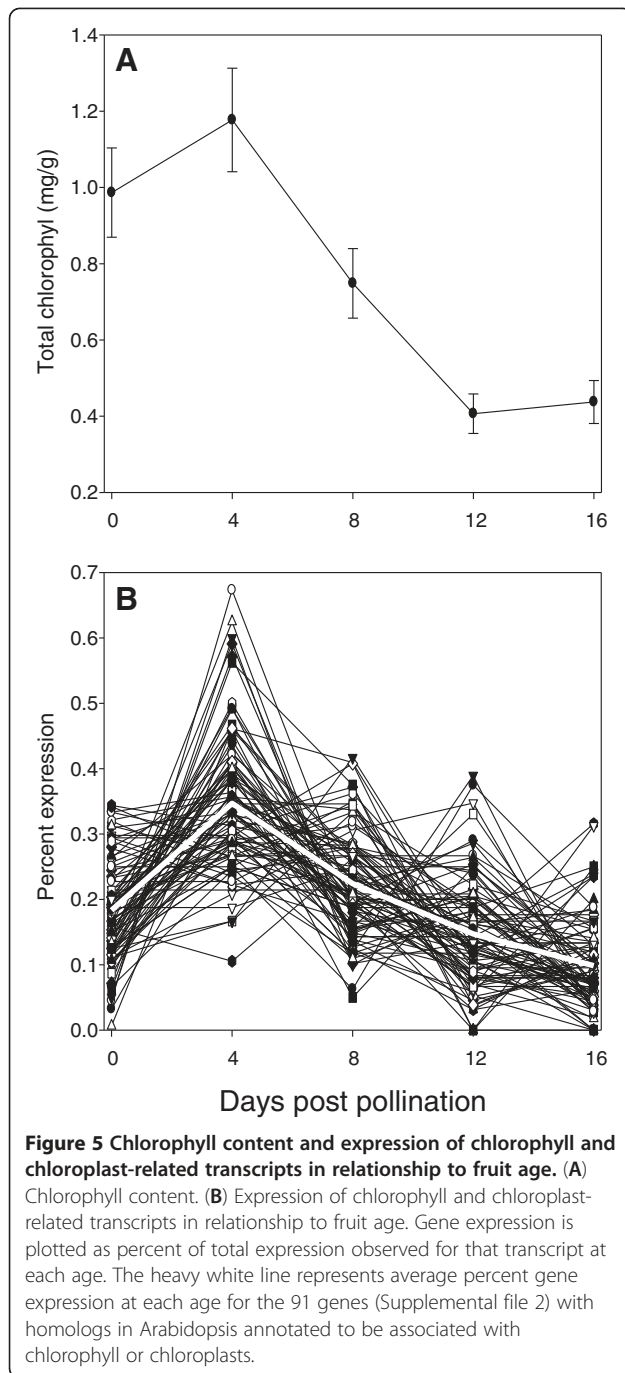 A
1.4
1.2
1.0
0.8
0.6
0.4
0.2
Total chlorophyll (mg/g)
0 4 8 12 16
B
0.7
0.6
0.5
0.4
0.3
0.2
0.1
0.0
Percent expression
0 4 8 12 16
Days post pollination
Figure 5 Chlorophyll content and expression of chlorophyll and
chloroplast-related transcripts in relationship to fruit age. (A)
Chlorophyll content. (B) Expression of chlorophyll and chloroplast-
related transcripts in relationship to fruit age. Gene expression is
plotted as percent of total expression observed for that transcript at
each age. The heavy white line represents average percent gene
expression at each age for the 91 genes (Supplemental file 2) with
homologs in Arabidopsis annotated to be associated with
chlorophyll or chloroplasts.